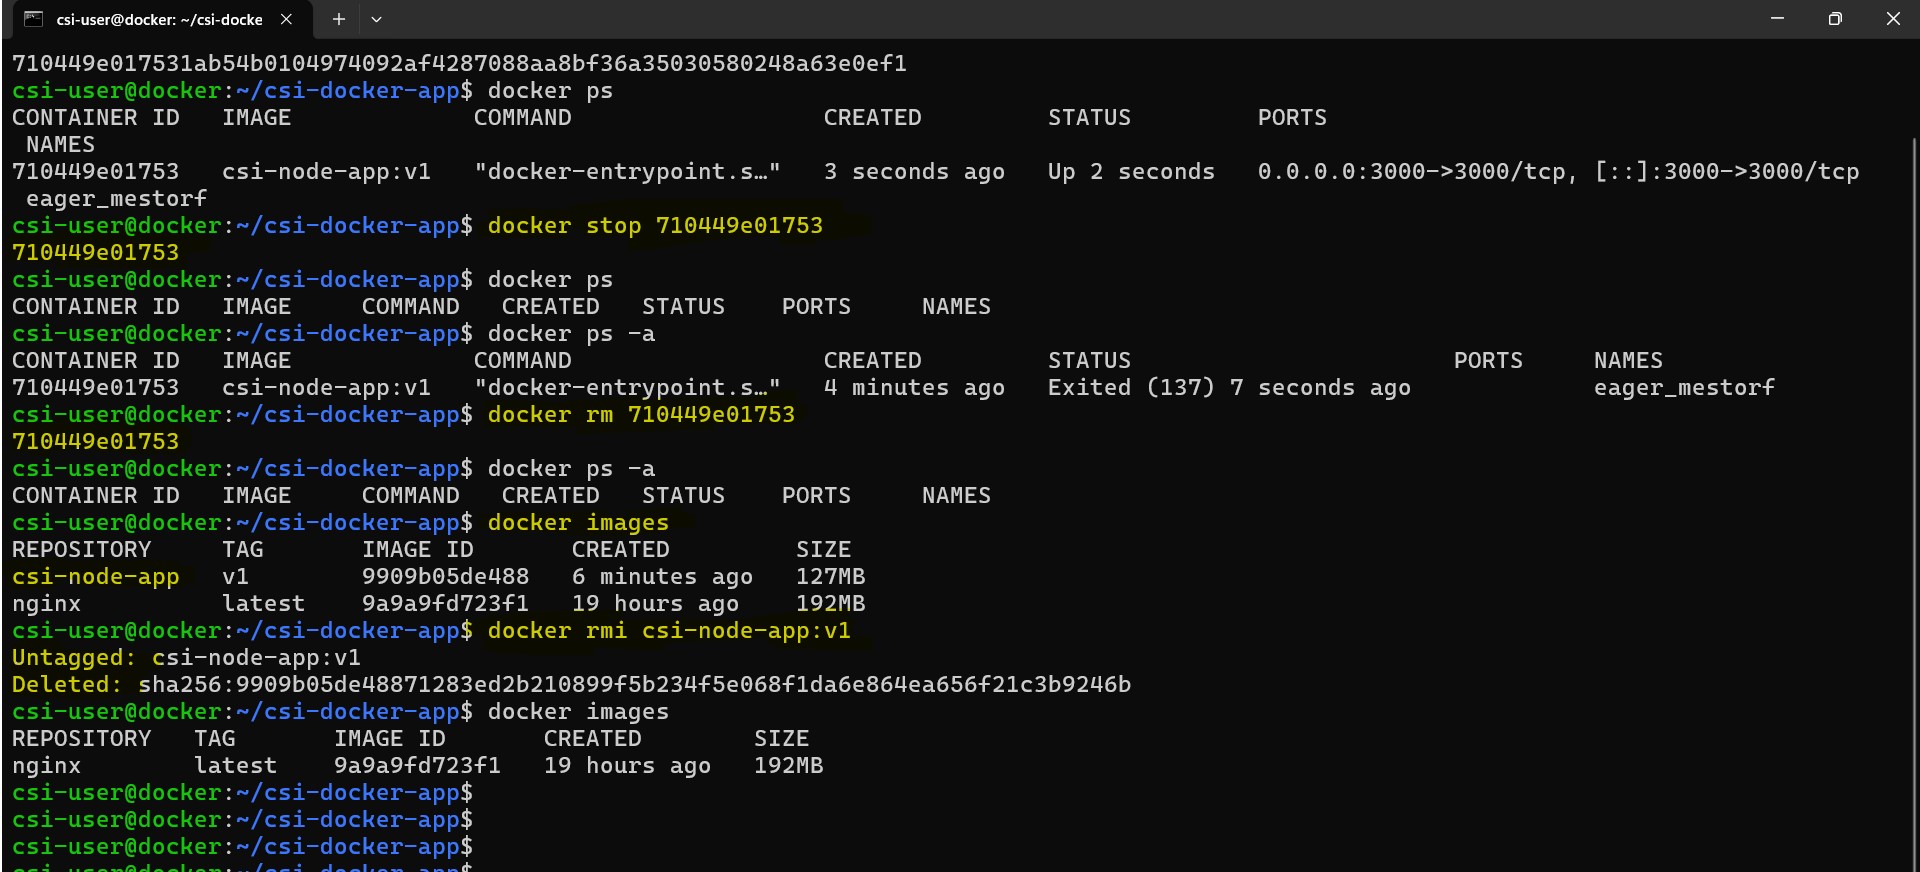 csi-user@docker: ~/csi-docke
710449e017531ab54b0104974092af4287088aa8bf36a35030580248a63e0ef1
csi-user@docker:~/csi-docker-app$ docker ps
CONTAINER ID   IMAGE             COMMAND                  CREATED         STATUS         PORTS
 NAMES
710449e01753   csi-node-app:v1   "docker-entrypoint.s…"   3 seconds ago   Up 2 seconds   0.0.0.0:3000->3000/tcp, [::]:3000->3000/tcp
 eager_mestorf
csi-user@docker:~/csi-docker-app$ docker stop 710449e01753
710449e01753
csi-user@docker:~/csi-docker-app$ docker ps
CONTAINER ID   IMAGE     COMMAND   CREATED   STATUS    PORTS     NAMES
csi-user@docker:~/csi-docker-app$ docker ps -a
CONTAINER ID   IMAGE             COMMAND                  CREATED         STATUS                       PORTS     NAMES
710449e01753   csi-node-app:v1   "docker-entrypoint.s…"   4 minutes ago   Exited (137) 7 seconds ago             eager_mestorf
csi-user@docker:~/csi-docker-app$ docker rm 710449e01753
710449e01753
csi-user@docker:~/csi-docker-app$ docker ps -a
CONTAINER ID   IMAGE     COMMAND   CREATED   STATUS    PORTS     NAMES
csi-user@docker:~/csi-docker-app$ docker images
REPOSITORY     TAG       IMAGE ID       CREATED         SIZE
csi-node-app   v1        9909b05de488   6 minutes ago   127MB
nginx          latest    9a9a9fd723f1   19 hours ago    192MB
csi-user@docker:~/csi-docker-app$ docker rmi csi-node-app:v1
Untagged: csi-node-app:v1
Deleted: sha256:9909b05de48871283ed2b210899f5b234f5e068f1da6e864ea656f21c3b9246b
csi-user@docker:~/csi-docker-app$ docker images
REPOSITORY   TAG       IMAGE ID       CREATED        SIZE
nginx        latest    9a9a9fd723f1   19 hours ago   192MB
csi-user@docker:~/csi-docker-app$
csi-user@docker:~/csi-docker-app$
csi-user@docker:~/csi-docker-app$
csi-user@docker:~/csi-docker-app$